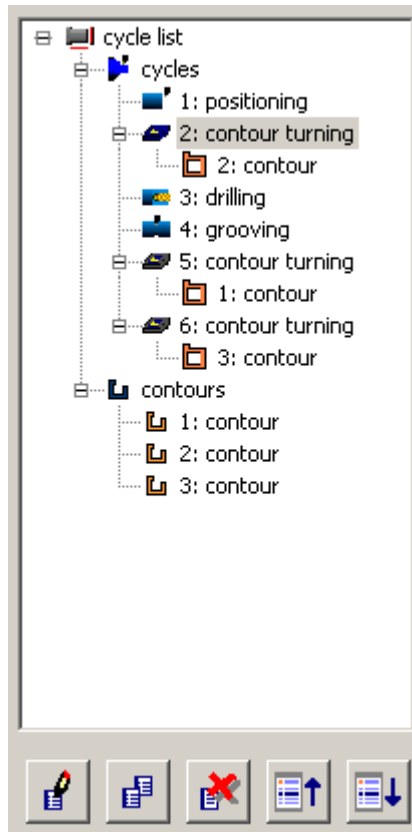 cycle list
cycles
1: positioning
2: contour turning
2: contour
3: drilling
4: grooving
5: contour turning
1: contour
6: contour turning
3: contour
contours
1: contour
2: contour
3: contour